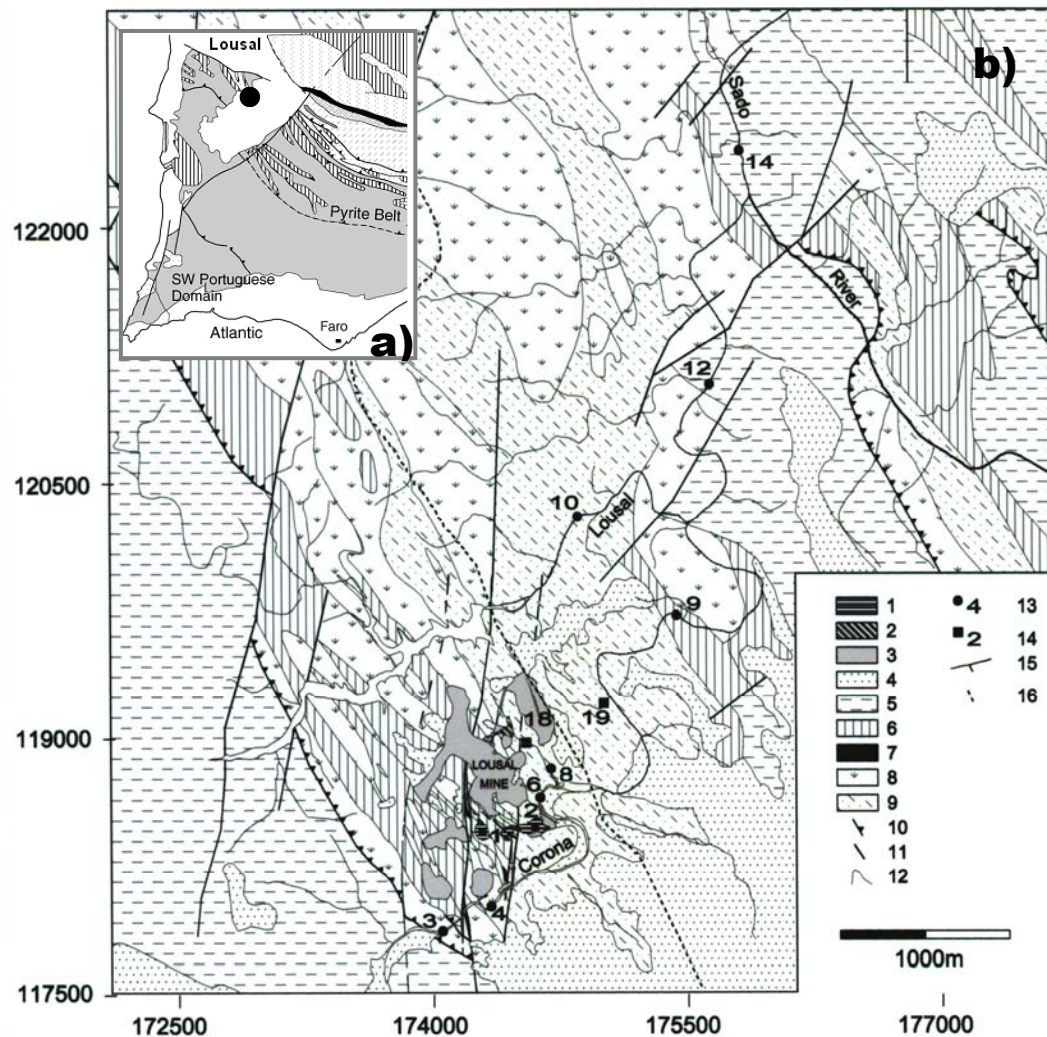 Lousal
Pyrite Belt
SW Portuguese
Domain
Atlantic
Faro
a)
b)
Sado
14
122000
River
12
120500
10
Lousal
9
119000
18
19
LOUSAL
MINE
8
6
2
Corona
4
3
117500
172500
174000
175500
177000
1
2
3
4
5
6
7
8
9
10
11
12
4
13
2
14
15
16
1000m